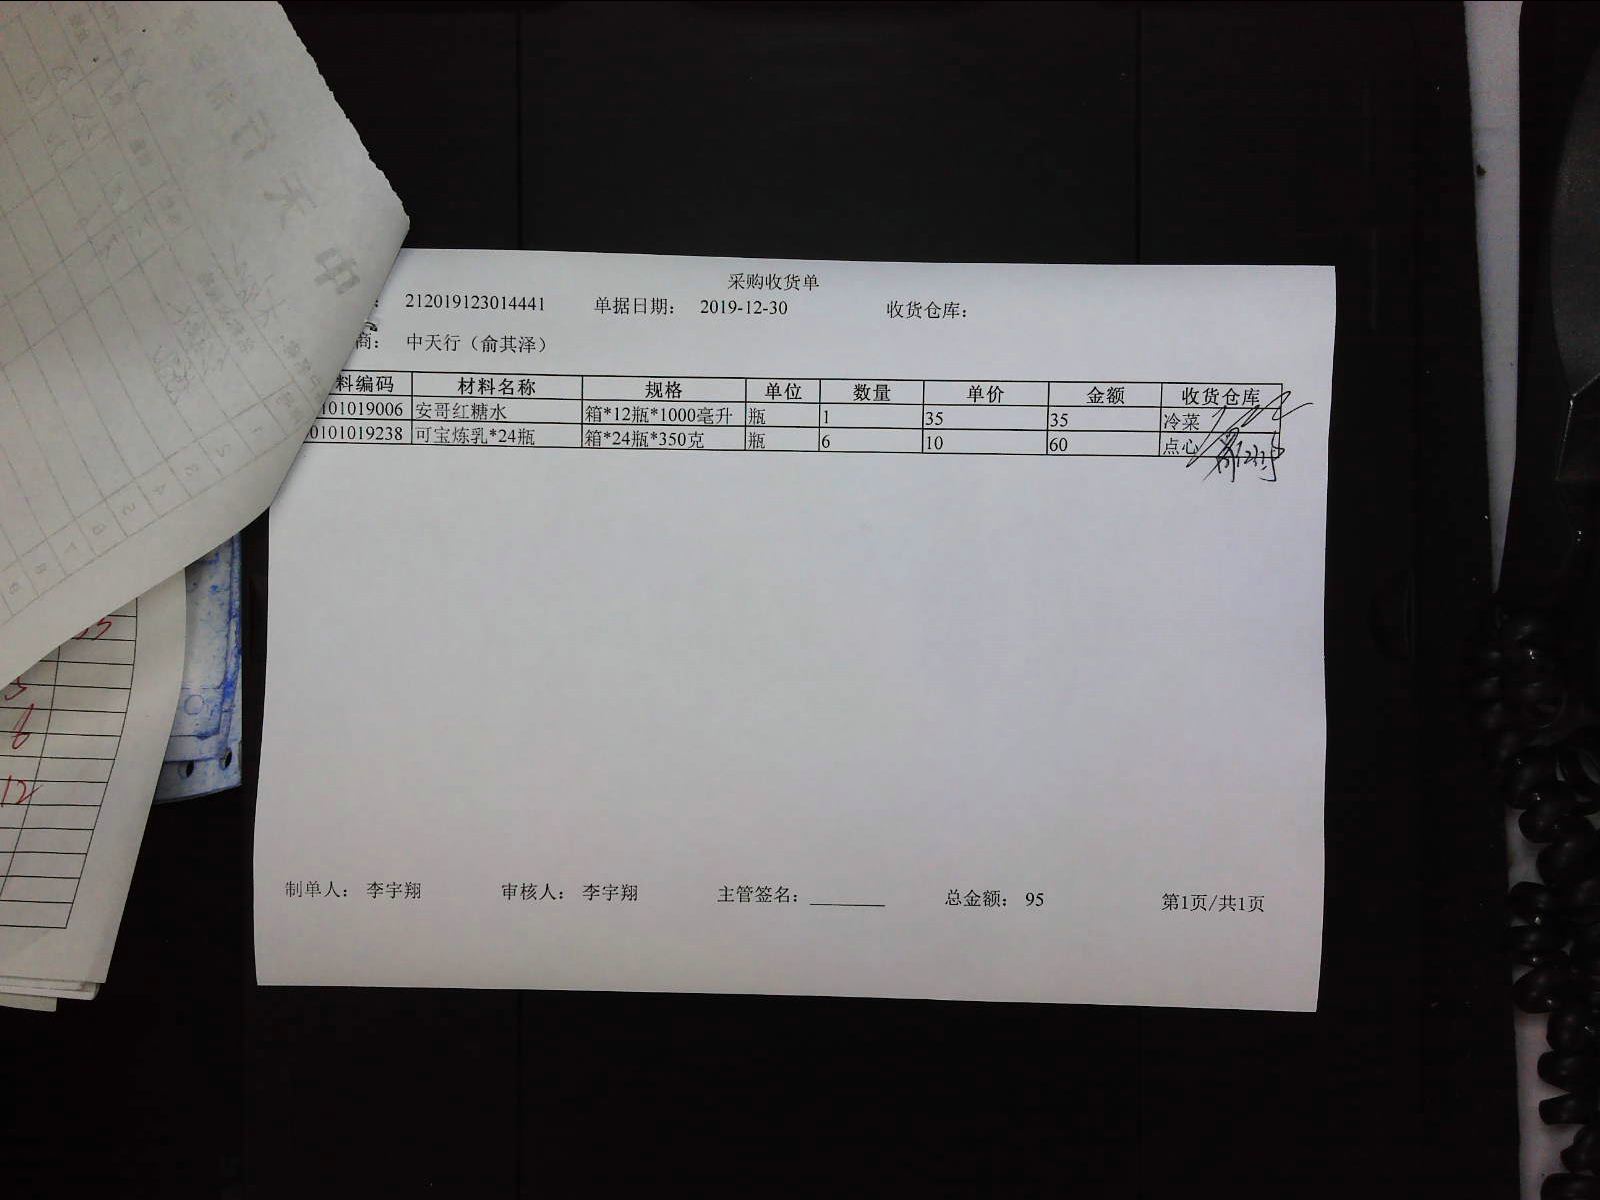 采购收货单
：212019123014441 单据日期： 2019-12-30 收货仓库：
商： 中天行（俞其泽）
料编码 材料名称 规格 单位 数量 单价 金额 收货仓库
101019006 安哥红糖水 箱*12瓶*1000毫升 瓶 1 35 35 冷菜
0101019238 可宝炼乳*24瓶 箱*24瓶*350克 瓶 6 10 60 点心
制单人： 李宇翔 审核人： 李宇翔 主管签名： 总金额： 95 第1页/共1页
中天行
6
12